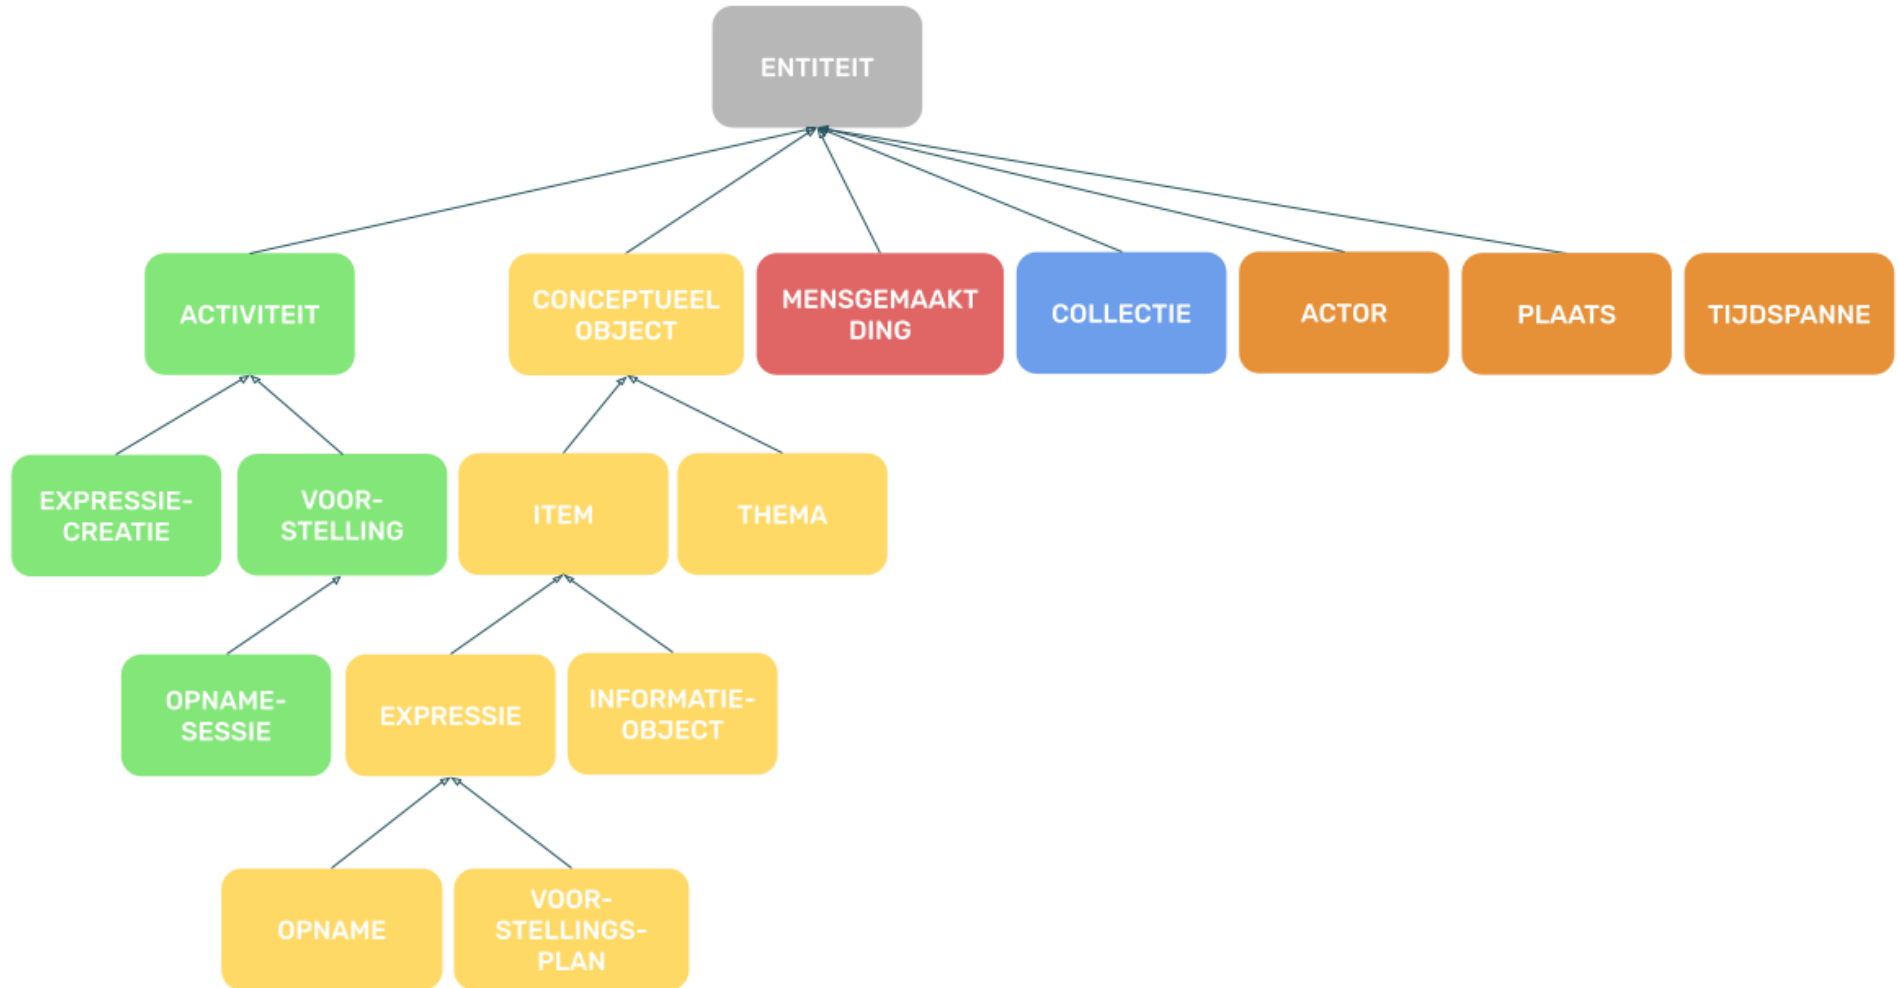 ENTITEIT
ACTIVITEIT
CONCEPTUEEL
OBJECT
MENSGEMAAKT
DING
COLLECTIE
ACTOR
PLAATS
TIJDSPANNE
EXPRESSIE-
CREATIE
VOOR-
STELLING
ITEM
THEMA
OPNAME-
SESSIE
EXPRESSIE
INFORMATIE-
OBJECT
OPNAME
VOOR-
STELLINGS-
PLAN